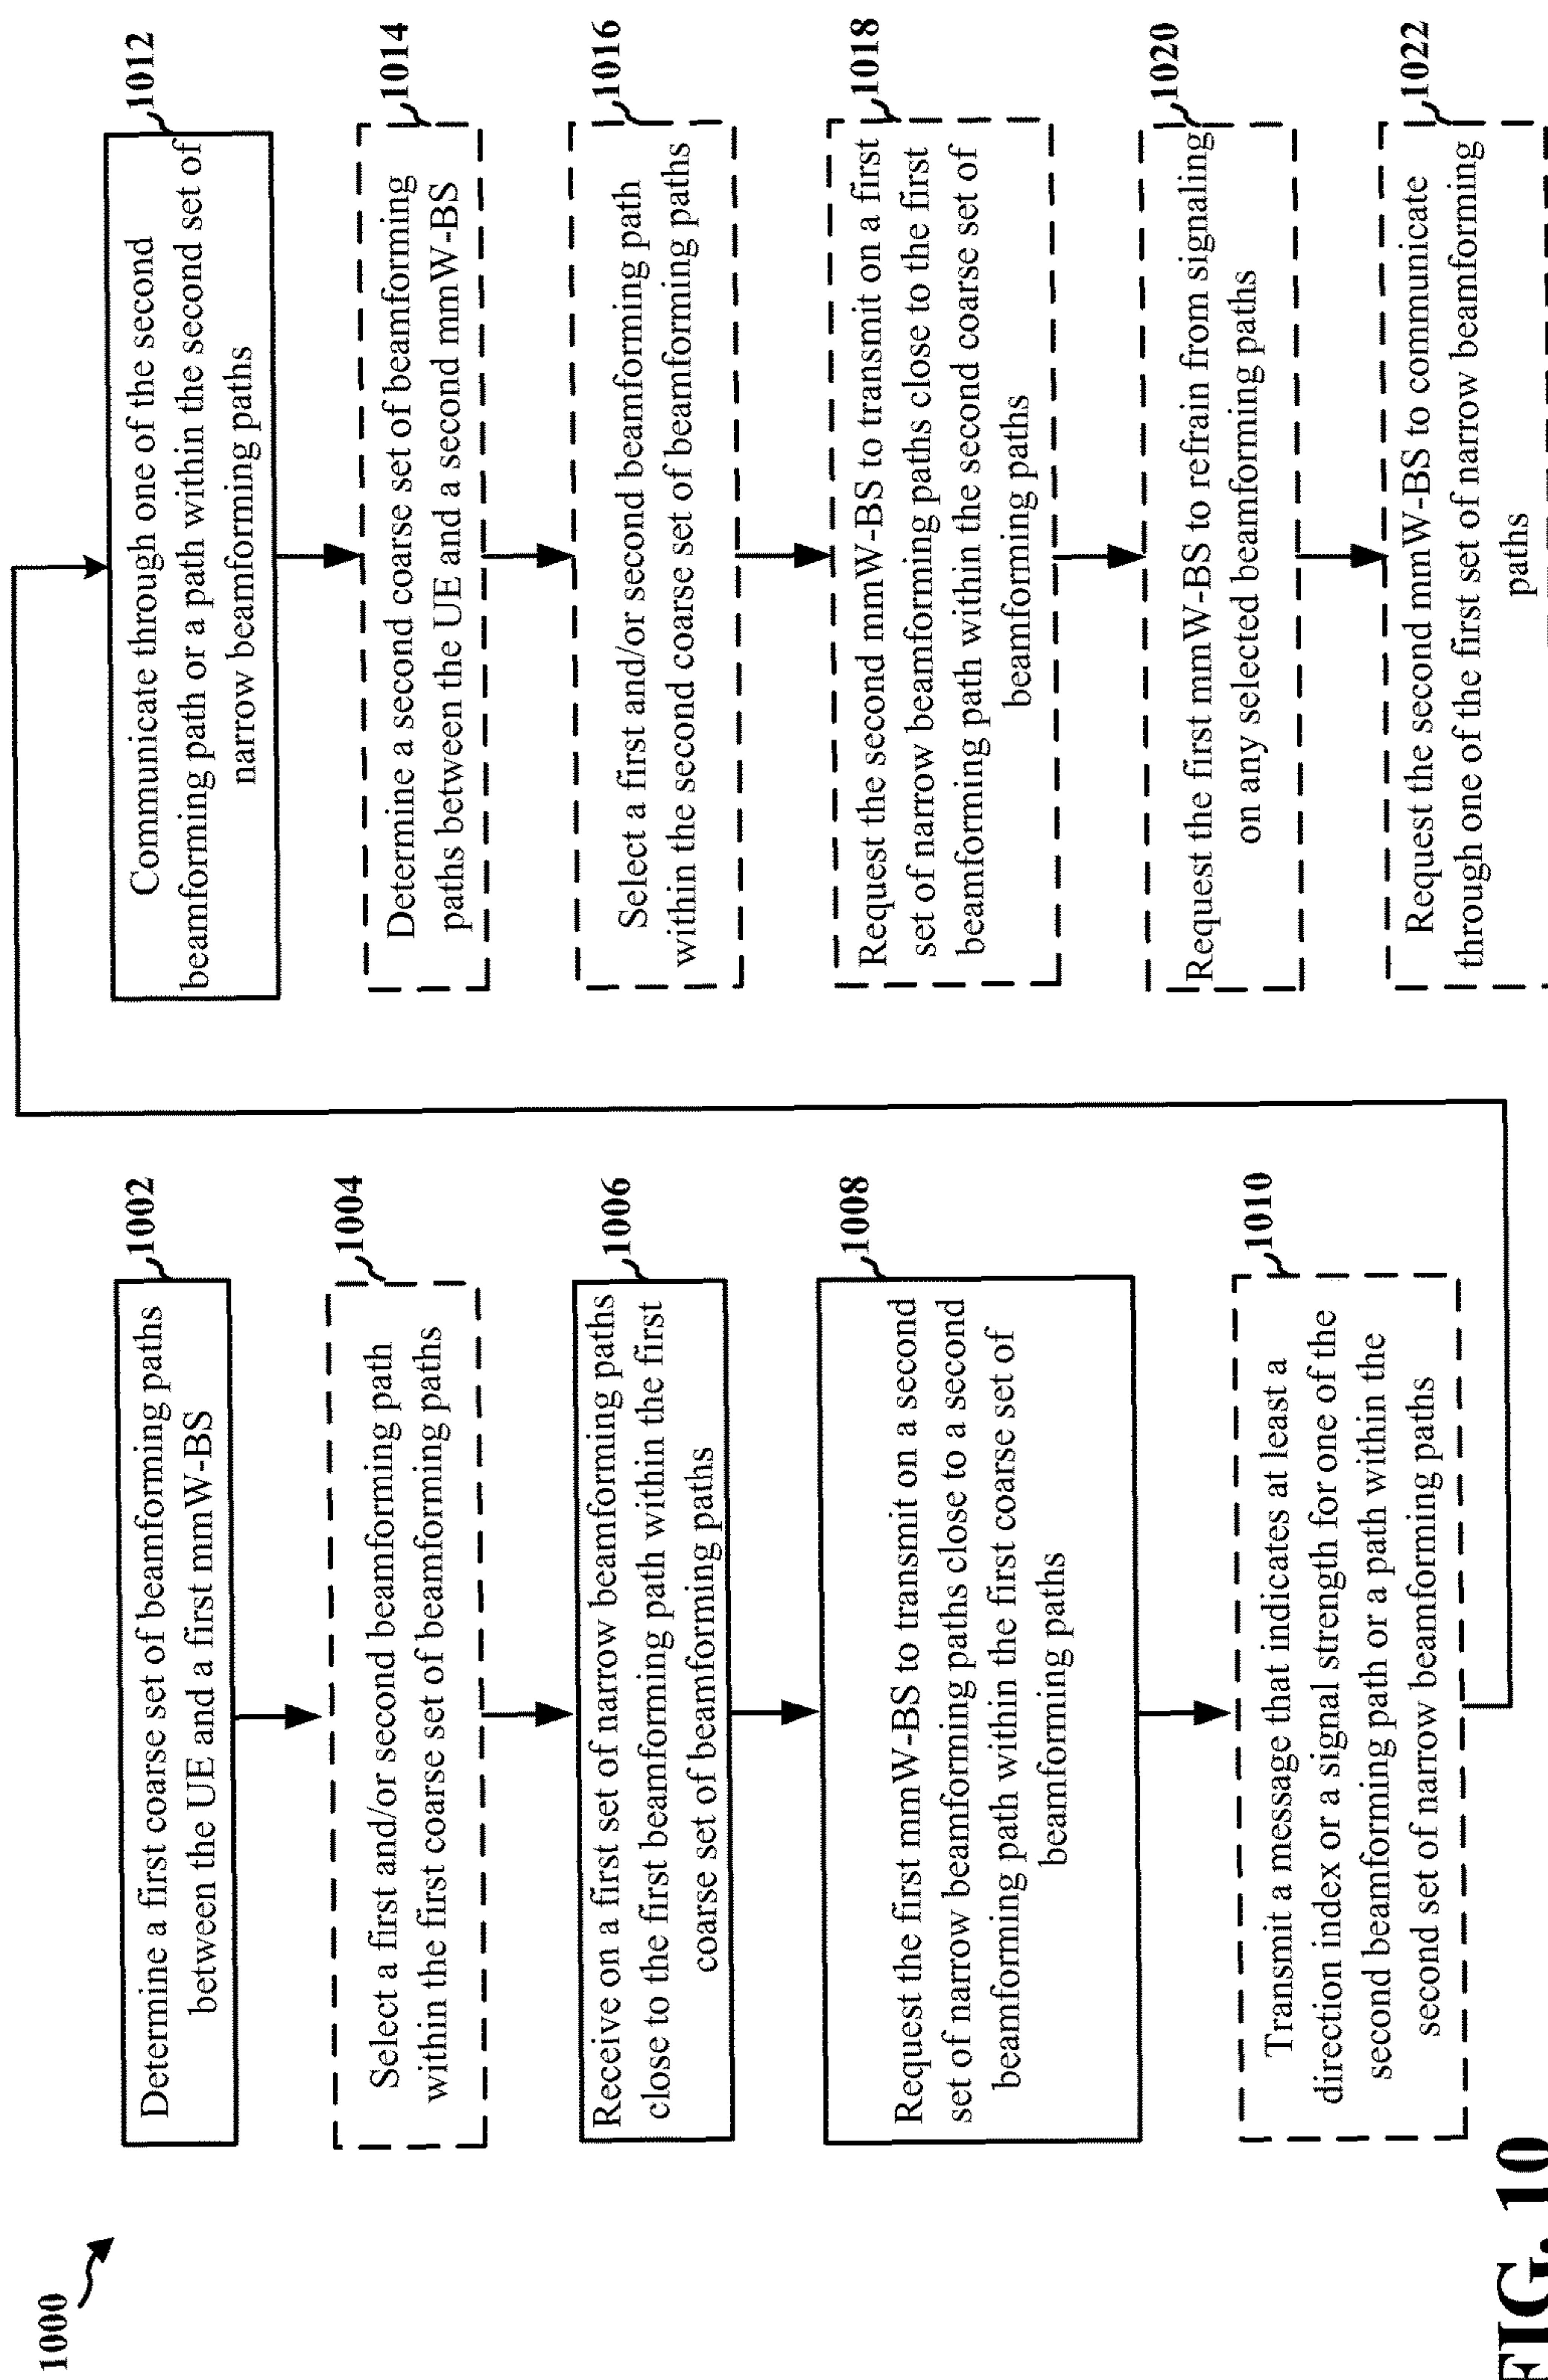 1000
1002
Determine a first coarse set of beamforming paths
between the UE and a first mmW-BS
1004
Select a first and/or second beamforming path
within the first coarse set of beamforming paths
1006
Receive on a first set of narrow beamforming paths
close to the first beamforming path within the first
coarse set of beamforming paths
1008
Request the first mmW-BS to transmit on a second
set of narrow beamforming paths close to a second
beamforming path within the first coarse set of
beamforming paths
1010
Transmit a message that indicates at least a
direction index or a signal strength for one of the
second beamforming path or a path within the
second set of narrow beamforming paths
1012
Communicate through one of the second
beamforming path or a path within the second set of
narrow beamforming paths
1014
Determine a second coarse set of beamforming
paths between the UE and a second mmW-BS
1016
Select a first and/or second beamforming path
within the second coarse set of beamforming paths
1018
Request the second mmW-BS to transmit on a first
set of narrow beamforming paths close to the first
beamforming path within the second coarse set of
beamforming paths
1020
Request the first mmW-BS to refrain from signaling
on any selected beamforming paths
1022
Request the second mmW-BS to communicate
through one of the first set of narrow beamforming
paths
FIG. 10